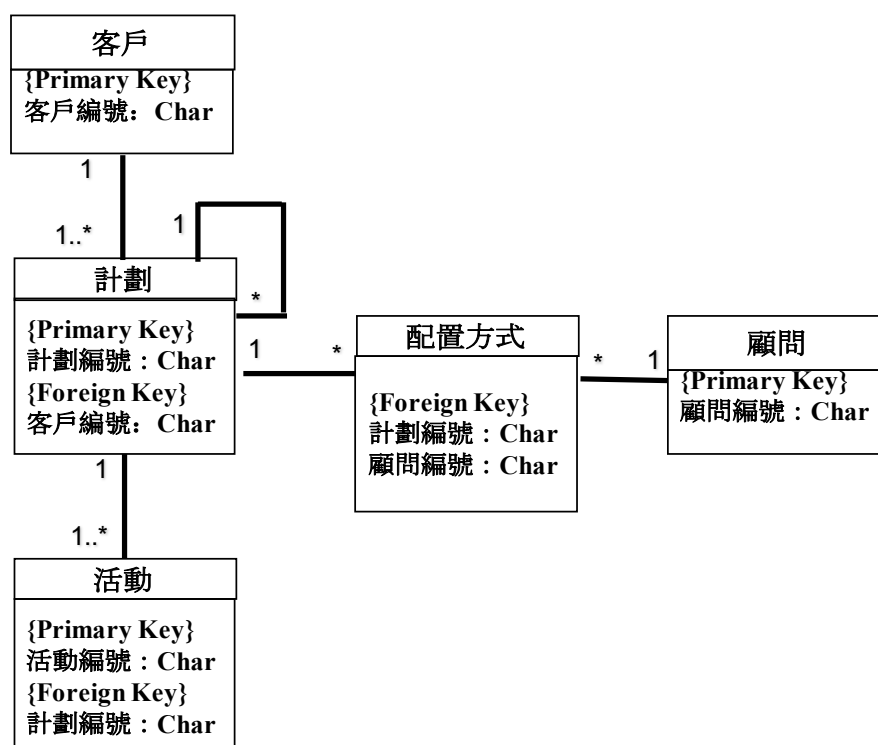 客戶
{Primary Key}
客戶編號：Char
1
1..*
1
*
計劃
{Primary Key}
計劃編號：Char
{Foreign Key}
客戶編號：Char
1
*
配置方式
{Foreign Key}
計劃編號：Char
顧問編號：Char
*
1
顧問
{Primary Key}
顧問編號：Char
1
1..*
活動
{Primary Key}
活動編號：Char
{Foreign Key}
計劃編號：Char